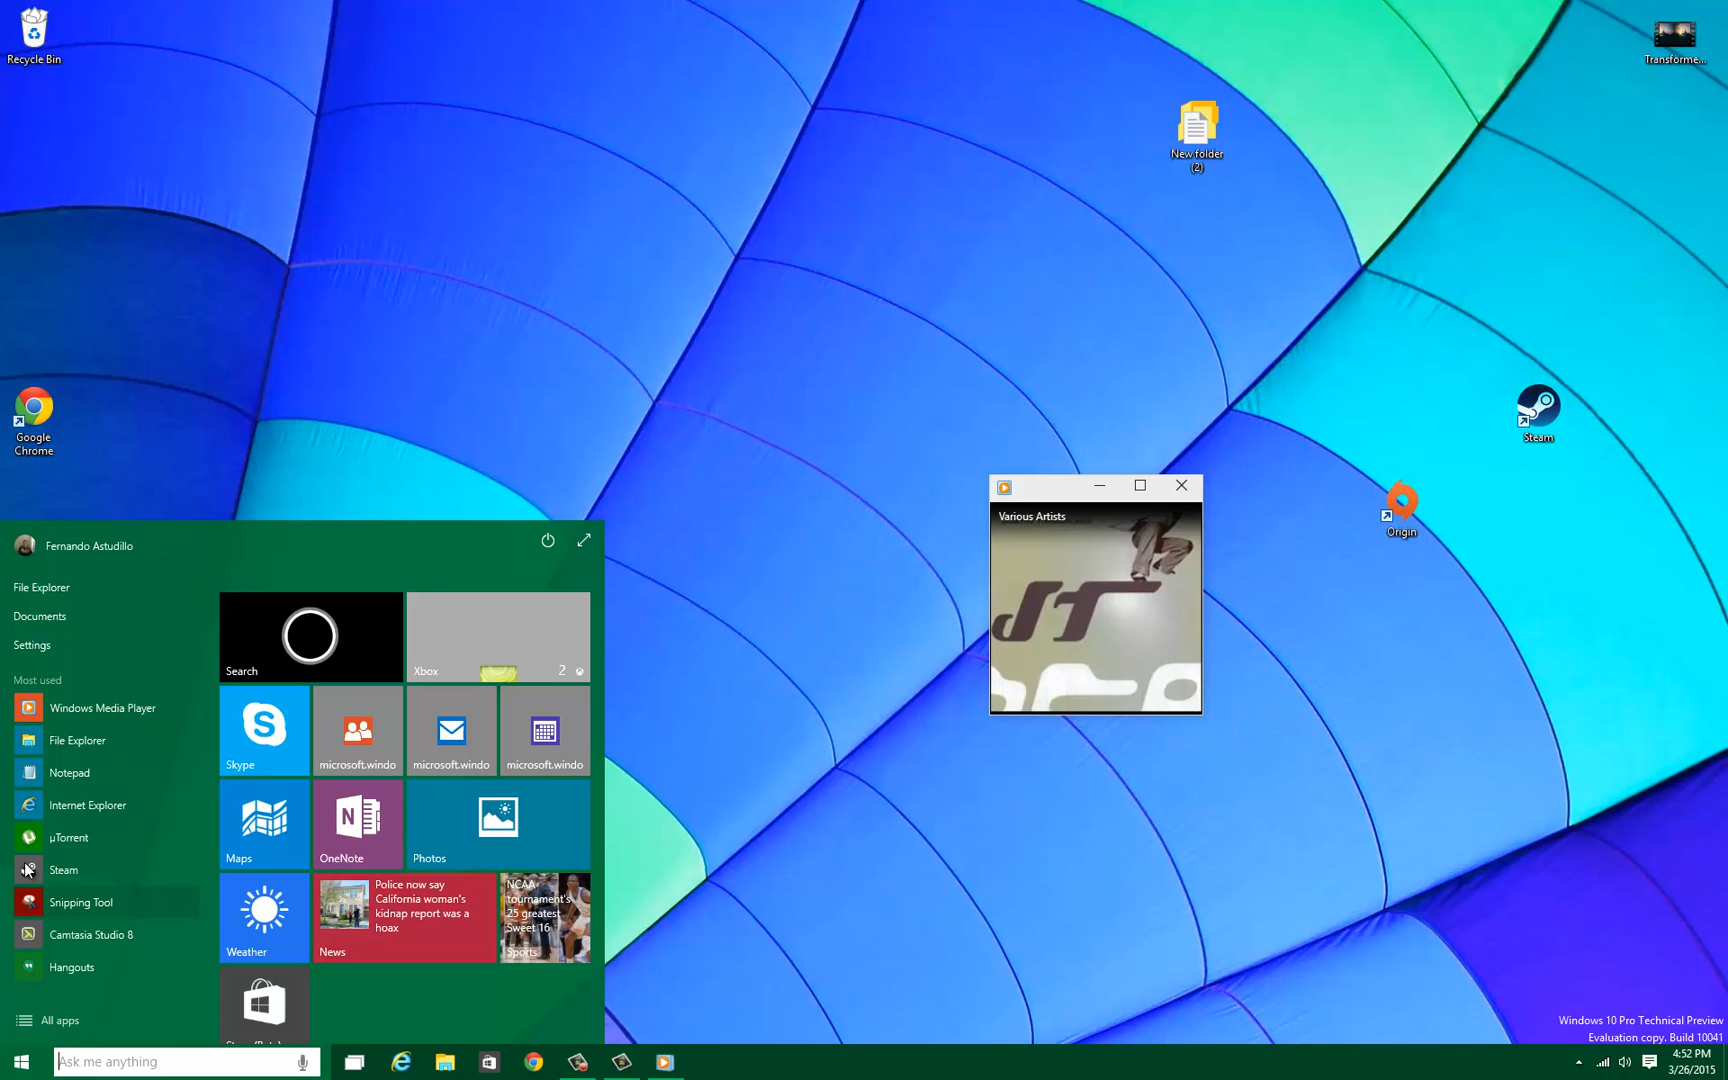 Recycle Bin
Transforme...
New folder
(2)
Google
Chrome
Steam
Origin
Various Artists
JT
Fernando Astudillo
File Explorer
Documents
Settings
Most used
Windows Media Player
File Explorer
Notepad
Internet Explorer
µTorrent
Steam
Snipping Tool
Camtasia Studio 8
Hangouts
All apps
Search
Xbox
2
Skype
microsoft.windo
microsoft.windo
microsoft.windo
Maps
OneNote
Photos
Weather
Police now say
California woman's
kidnap report was a
hoax
News
NCAA
tournament's
25 greatest
Sweet 16
Sports
Ask me anything
Windows 10 Pro Technical Preview
Evaluation copy. Build 10041
4:52 PM
3/26/2015